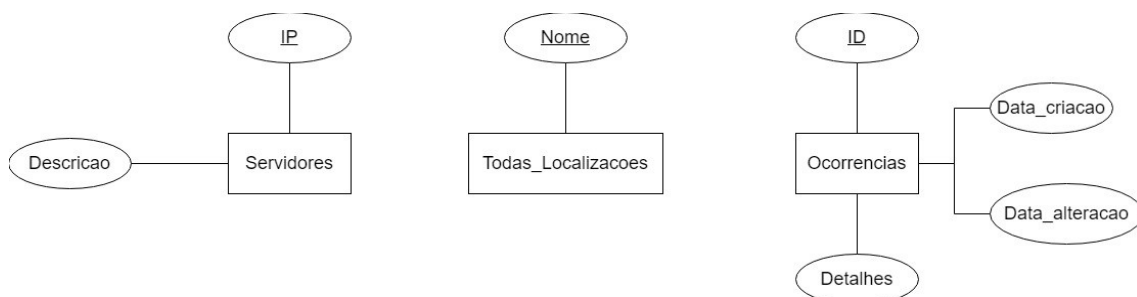 IP
Nome
ID
Data_criacao
Descricao
Servidores
Todas_Localizacoes
Ocorrencias
Data_alteracao
Detalhes